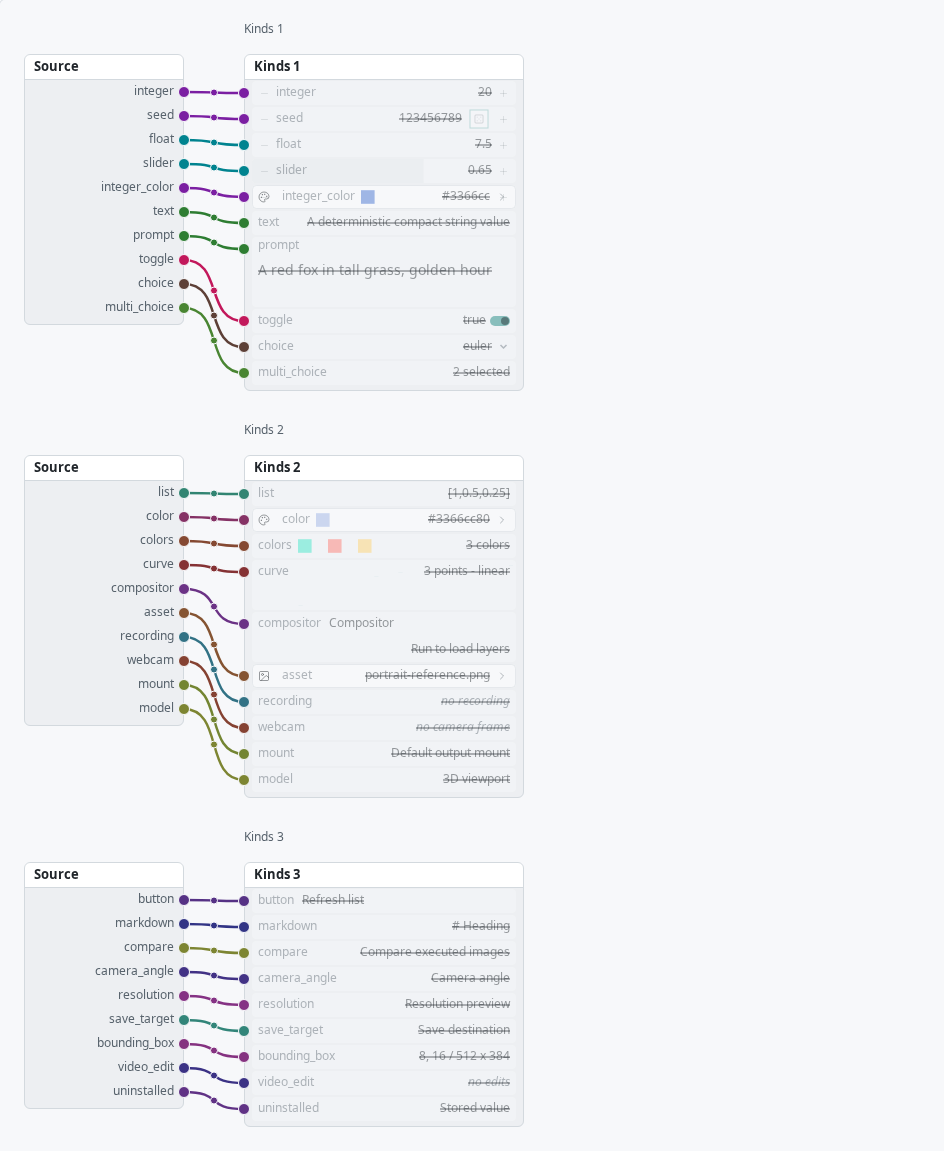 Kinds 1
Source
integer
seed
float
slider
integer_color
text
prompt
toggle
choice
multi_choice
Kinds 1
− integer 20 +
− seed 123456789 +
− float 7.5 +
− slider 0.65 +
integer_color #3366cc
text A deterministic compact string value
prompt
A red fox in tall grass, golden hour
toggle true
choice euler
multi_choice 2 selected
Kinds 2
Source
list
color
colors
curve
compositor
asset
recording
webcam
mount
model
Kinds 2
list [1,0.5,0.25]
color #3366cc80
colors 3 colors
curve 3 points - linear
compositor Compositor
Run to load layers
asset portrait-reference.png
recording no recording
webcam no camera frame
mount Default output mount
model 3D viewport
Kinds 3
Source
button
markdown
compare
camera_angle
resolution
save_target
bounding_box
video_edit
uninstalled
Kinds 3
button Refresh list
markdown # Heading
compare Compare executed images
camera_angle Camera angle
resolution Resolution preview
save_target Save destination
bounding_box 8, 16 / 512 x 384
video_edit no edits
uninstalled Stored value